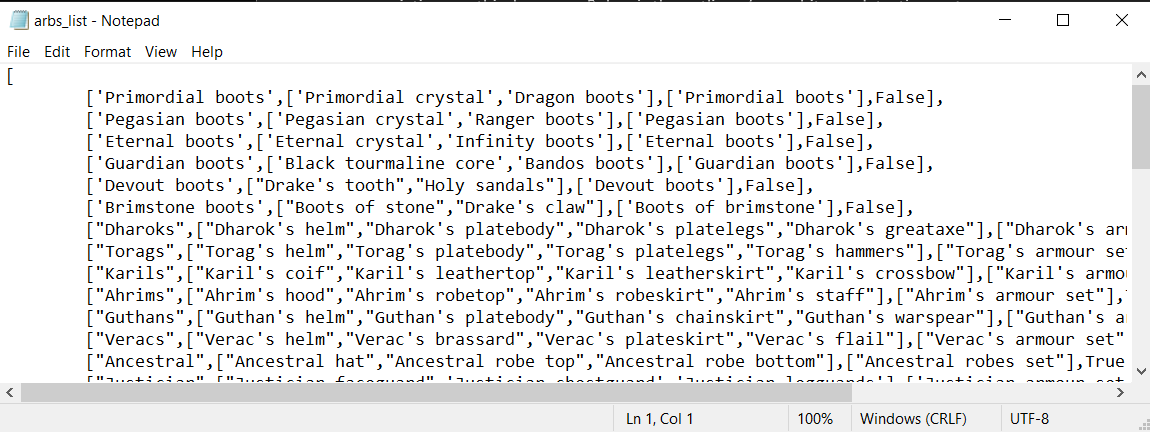 arbs_list - Notepad
File Edit Format View Help
[
['Primordial boots',['Primordial crystal','Dragon boots'],['Primordial boots'],False],
['Pegasian boots',['Pegasian crystal','Ranger boots'],['Pegasian boots'],False],
['Eternal boots',['Eternal crystal','Infinity boots'],['Eternal boots'],False],
['Guardian boots',['Black tourmaline core','Bandos boots'],['Guardian boots'],False],
['Devout boots',["Drake's tooth","Holy sandals"],['Devout boots'],False],
['Brimstone boots',["Boots of stone","Drake's claw"],['Boots of brimstone'],False],
["Dharoks",["Dharok's helm","Dharok's platebody","Dharok's platelegs","Dharok's greataxe"],["Dharok's
["Torags",["Torag's helm","Torag's platebody","Torag's platelegs","Torag's hammers"],["Torag's armour
["Karils",["Karil's coif","Karil's leathertop","Karil's leatherskirt","Karil's crossbow"],["Karil's
["Ahrims",["Ahrim's hood","Ahrim's robetop","Ahrim's robeskirt","Ahrim's staff"],["Ahrim's armour set"],
["Guthans",["Guthan's helm","Guthan's platebody","Guthan's chainskirt","Guthan's warspear"],["Guthan's
["Veracs",["Verac's helm","Verac's brassard","Verac's plateskirt","Verac's flail"],["Verac's armour set"
["Ancestral",["Ancestral hat","Ancestral robe top","Ancestral robe bottom"],["Ancestral robes set"],True
Ln 1, Col 1 100% Windows (CRLF) UTF-8